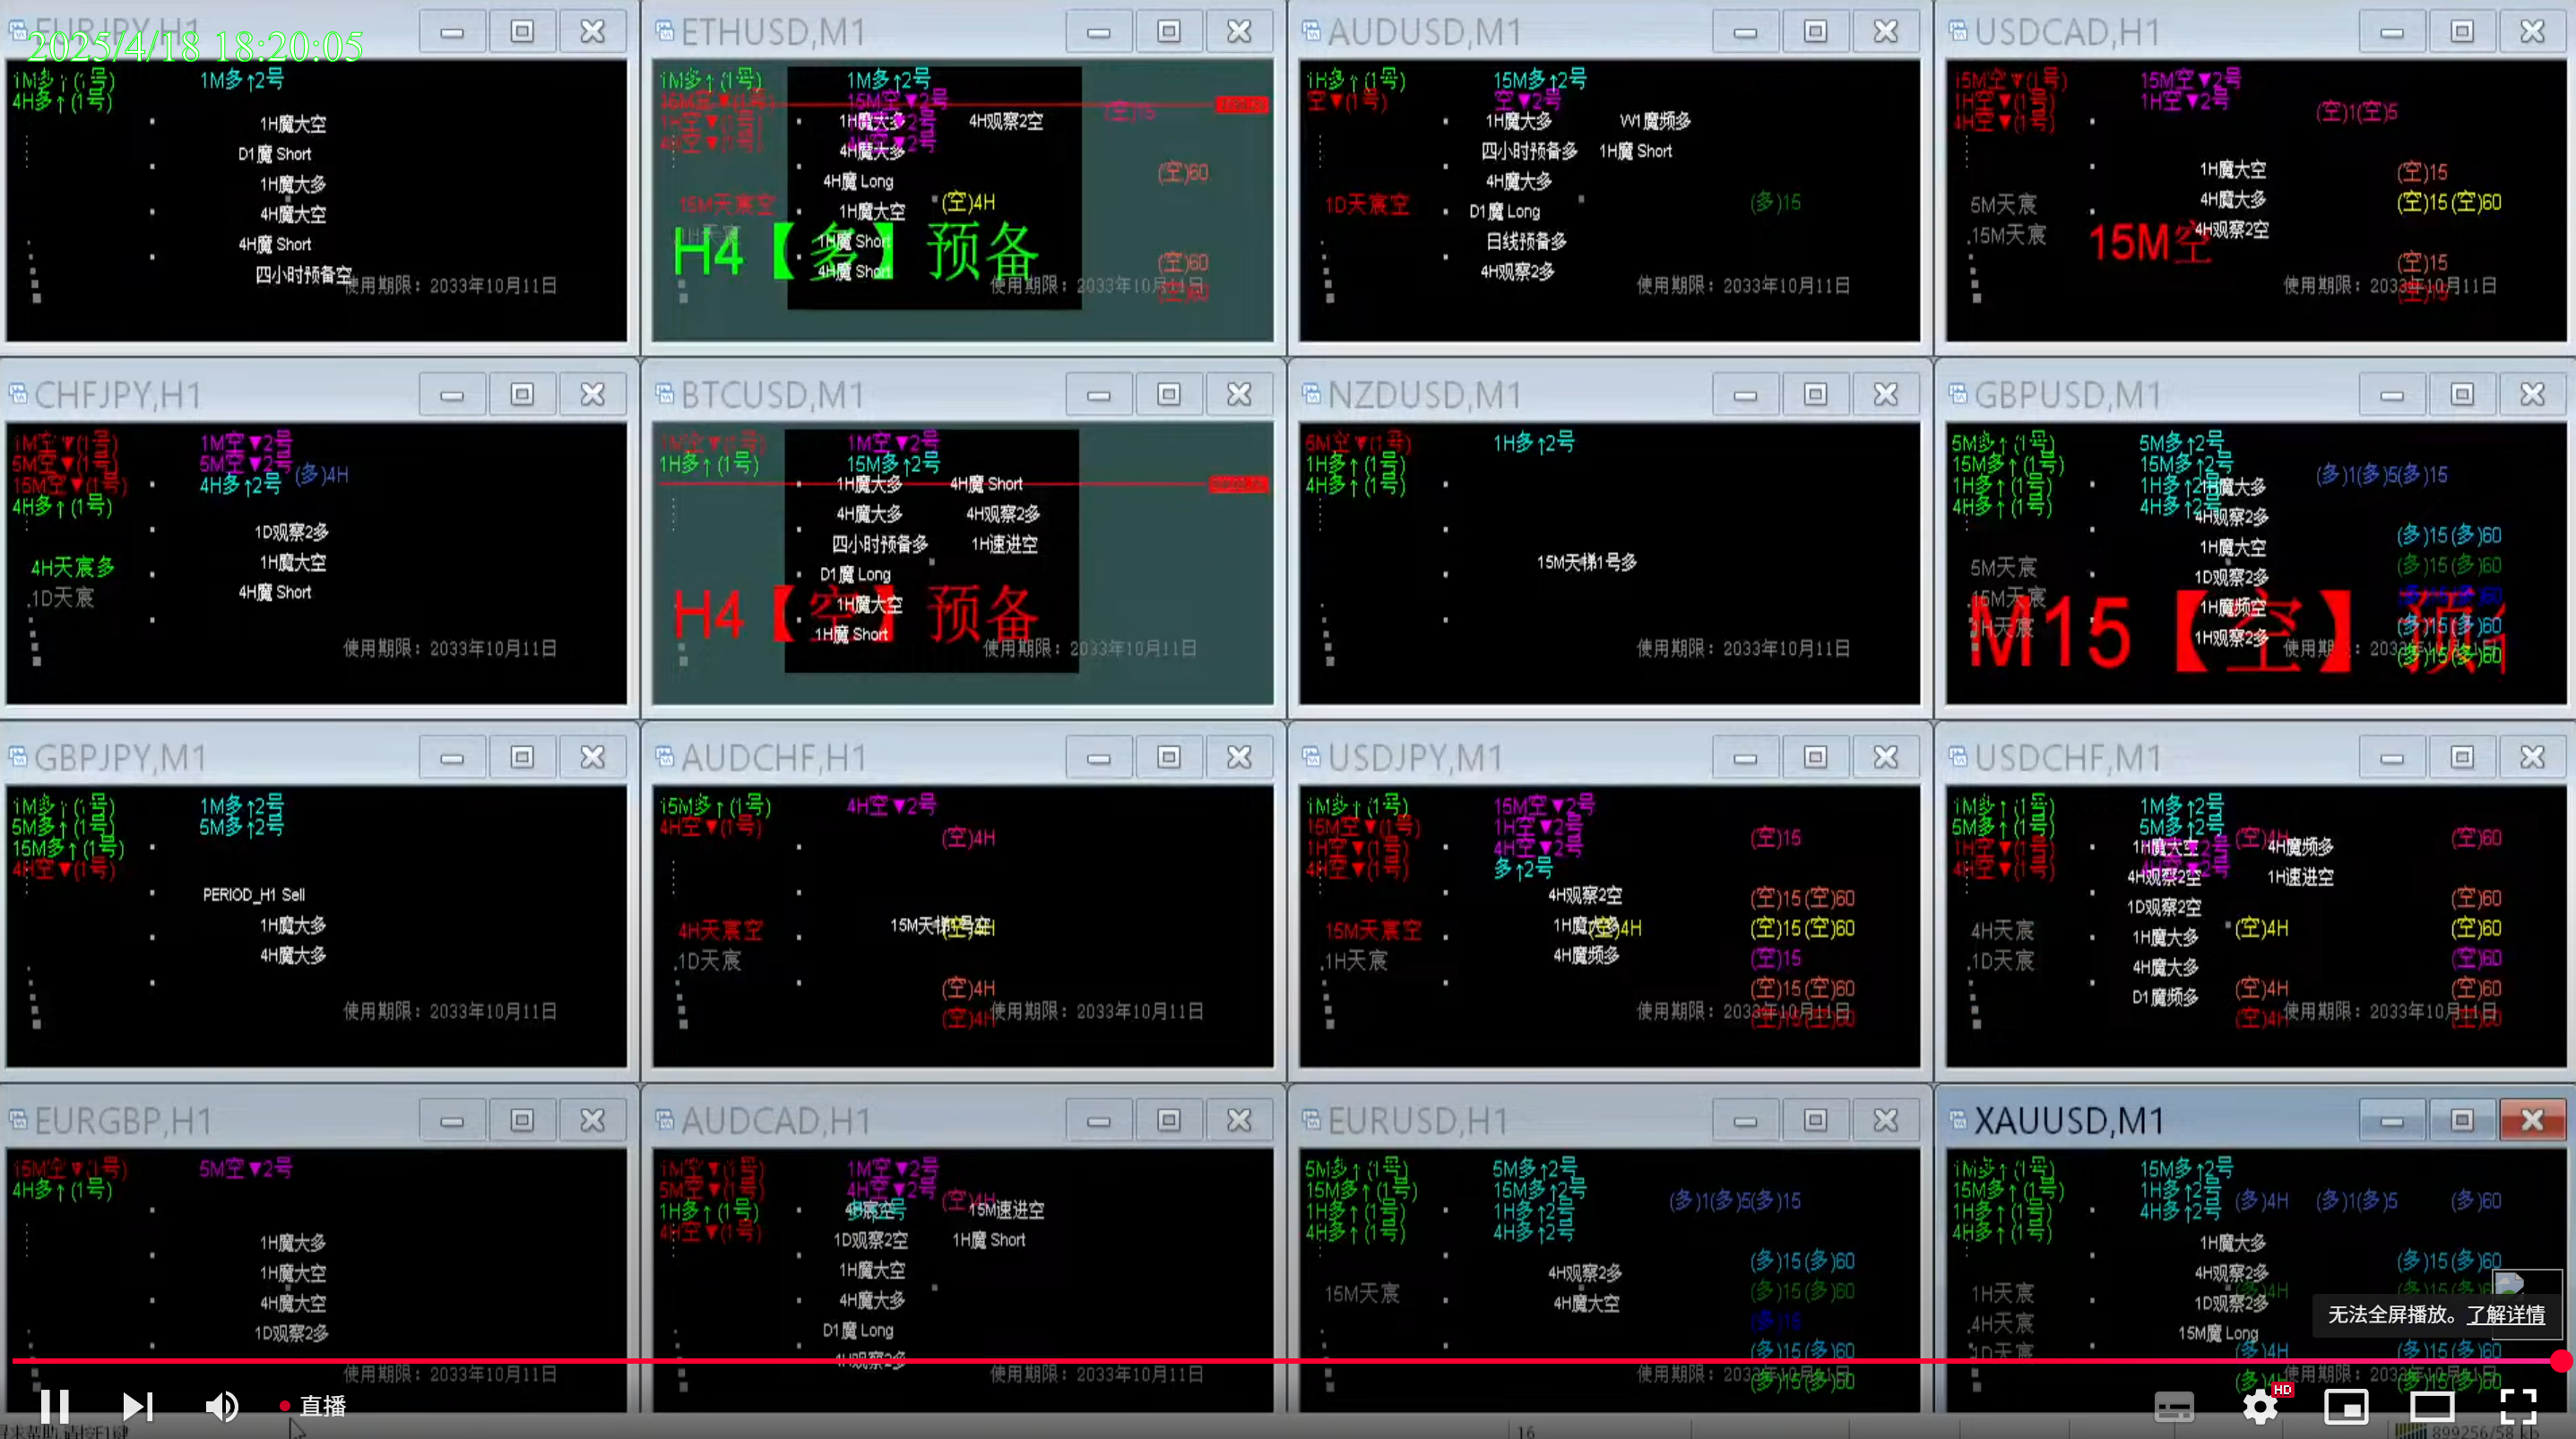 EURJPY,H1
2025/4/18 18:20:05
1M多↑(1号)
1M多↑2号
4H多↑(1号)
1H魔大空
D1魔 Short
1H魔大多
4H魔大空
4H魔 Short
四小时预备空
使用期限：2033年10月11日
ETHUSD,M1
1M多↑(1号)
1M多↑2号
15M空▼(1号)
15M空▼2号
(空)15
1H魔大多
4H观察2空
4H魔大多
(空)60
4H魔 Long
15M天宸空
1H魔大空
(空)4H
H4【多】预备
1H魔 Short
4H魔 Short
(空)60
(空)60
使用期限：2033年10月11日
AUDUSD,M1
1H多↑(1号)
15M多↑2号
空▼(1号)
空▼2号
1H魔大多
W1魔频多
四小时预备多
1H魔 Short
4H魔大多
1D天宸空
D1魔 Long
(多)15
日线预备多
4H观察2多
使用期限：2033年10月11日
USDCAD,H1
15M空▼(1号)
15M空▼2号
1H空▼(1号)
1H空▼2号
4H空▼(1号)
(空)1(空)5
1H魔大空
(空)15
5M天宸
4H魔大多
(空)15(空)60
.15M天宸
15M空
4H观察2空
(空)15
(空)15
使用期限：2033年10月11日
CHFJPY,H1
1M空▼(1号)
1M空▼2号
5M空▼(1号)
5M空▼2号
(多)4H
15M空▼(1号)
4H多↑2号
4H多↑(1号)
1D观察2多
4H天宸多
1H魔大空
.1D天宸
4H魔 Short
使用期限：2033年10月11日
BTCUSD,M1
1M空▼(1号)
1M空▼2号
1H多↑(1号)
15M多↑2号
1H魔大多
4H魔 Short
4H魔大多
4H观察2多
四小时预备多
1H速进空
D1魔 Long
H4【空】预备
1H魔大空
1H魔 Short
使用期限：2033年10月11日
NZDUSD,M1
5M空▼(1号)
1H多↑2号
1H多↑(1号)
4H多↑(1号)
15M天梯1号多
使用期限：2033年10月11日
GBPUSD,M1
5M多↑(1号)
5M多↑2号
15M多↑(1号)
15M多↑2号
(多)1(多)5(多)15
1H多↑(1号)
1H多↑2号
1H魔大多
4H多↑(1号)
4H多↑2号
4H观察2多
(多)15(多)60
1H魔大空
5M天宸
1D观察2多
(多)15(多)60
.15M天宸
1H魔频空
(多)15(多)60
1H天宸
M15【空】预备
1H观察2多
(多)15(多)60
(多)15(多)60
使用期限：2033年10月11日
GBPJPY,M1
1M多↑(1号)
1M多↑2号
5M多↑(1号)
5M多↑2号
15M多↑(1号)
4H空▼(1号)
PERIOD_H1 Sell
1H魔大多
4H魔大多
使用期限：2033年10月11日
AUDCHF,H1
15M多↑(1号)
4H空▼2号
4H空▼(1号)
(空)4H
4H天宸空
15M天梯1号空
(空)4H
.1D天宸
(空)4H
(空)4H
使用期限：2033年10月11日
USDJPY,M1
1M多↑(1号)
15M空▼2号
15M空▼(1号)
1H空▼2号
(空)15
1H空▼(1号)
4H空▼2号
4H空▼(1号)
多↑2号
4H观察2空
(空)15(空)60
15M天宸空
1H魔大多
(空)4H
(空)15(空)60
.1H天宸
4H魔频多
(空)15
(空)15(空)60
(空)15(空)60
使用期限：2033年10月11日
USDCHF,M1
1M多↑(1号)
1M多↑2号
5M多↑(1号)
5M多↑2号
(空)4H
(空)60
1H空▼(1号)
1H魔大空
4H魔频多
4H空▼(1号)
4H观察2空
1H速进空
1D观察2空
(空)60
4H天宸
1H魔大多
(空)4H
(空)60
.1D天宸
4H魔大多
(空)60
D1魔频多
(空)4H
(空)60
(空)4H
(空)60
使用期限：2033年10月11日
EURGBP,H1
15M空▼(1号)
5M空▼2号
4H多↑(1号)
1H魔大多
1H魔大空
4H魔大空
1D观察2多
使用期限：2033年10月11日
AUDCAD,H1
1M空▼(1号)
1M空▼2号
5M空▼(1号)
4H空▼2号
(空)4H
1H多↑(1号)
15M速进空
4H空▼(1号)
1D观察2空
1H魔 Short
1H魔大空
4H魔大多
D1魔 Long
4H观察2多
使用期限：2033年10月11日
EURUSD,H1
5M多↑(1号)
5M多↑2号
15M多↑(1号)
15M多↑2号
(多)1(多)5(多)15
1H多↑(1号)
1H多↑2号
4H多↑(1号)
4H多↑2号
(多)15(多)60
4H观察2多
15M天宸
4H魔大空
(多)15(多)60
(多)15
(多)15(多)60
(多)15(多)60
使用期限：2033年10月11日
XAUUSD,M1
1M多↑(1号)
15M多↑2号
15M多↑(1号)
1H多↑2号
(多)4H
(多)1(多)5
(多)60
1H多↑(1号)
4H多↑2号
4H多↑(1号)
1H魔大多
(多)15(多)60
4H观察2多
1H天宸
1D观察2多
(多)4H
.4H天宸
15M魔 Long
无法全屏播放。了解详情
1D天宸
(多)4H
(多)15(多)60
使用期限：2033年10月11日
直播
HD
16
899256/58 kb